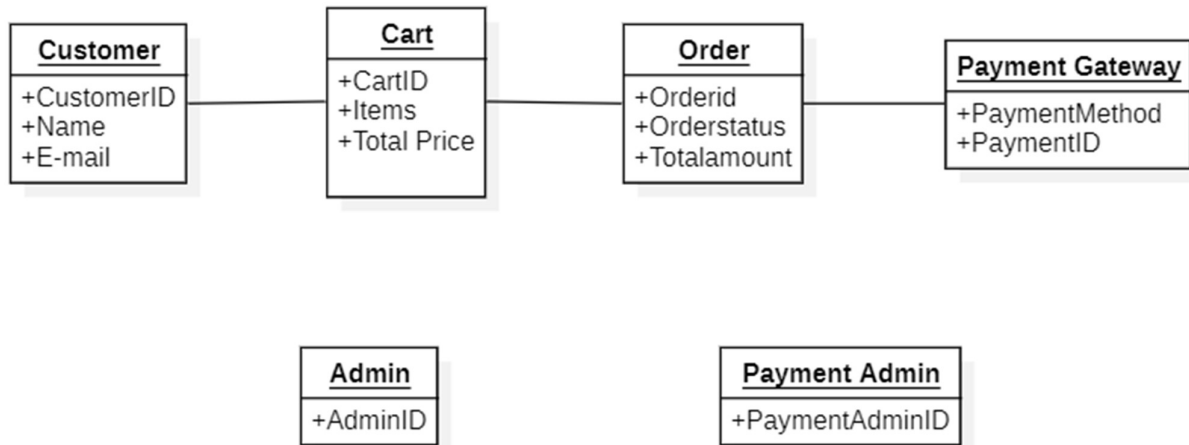 Customer
+CustomerID
+Name
+E-mail
Cart
+CartID
+Items
+Total Price
Order
+Orderid
+Orderstatus
+Totalamount
Payment Gateway
+PaymentMethod
+PaymentID
Admin
+AdminID
Payment Admin
+PaymentAdminID